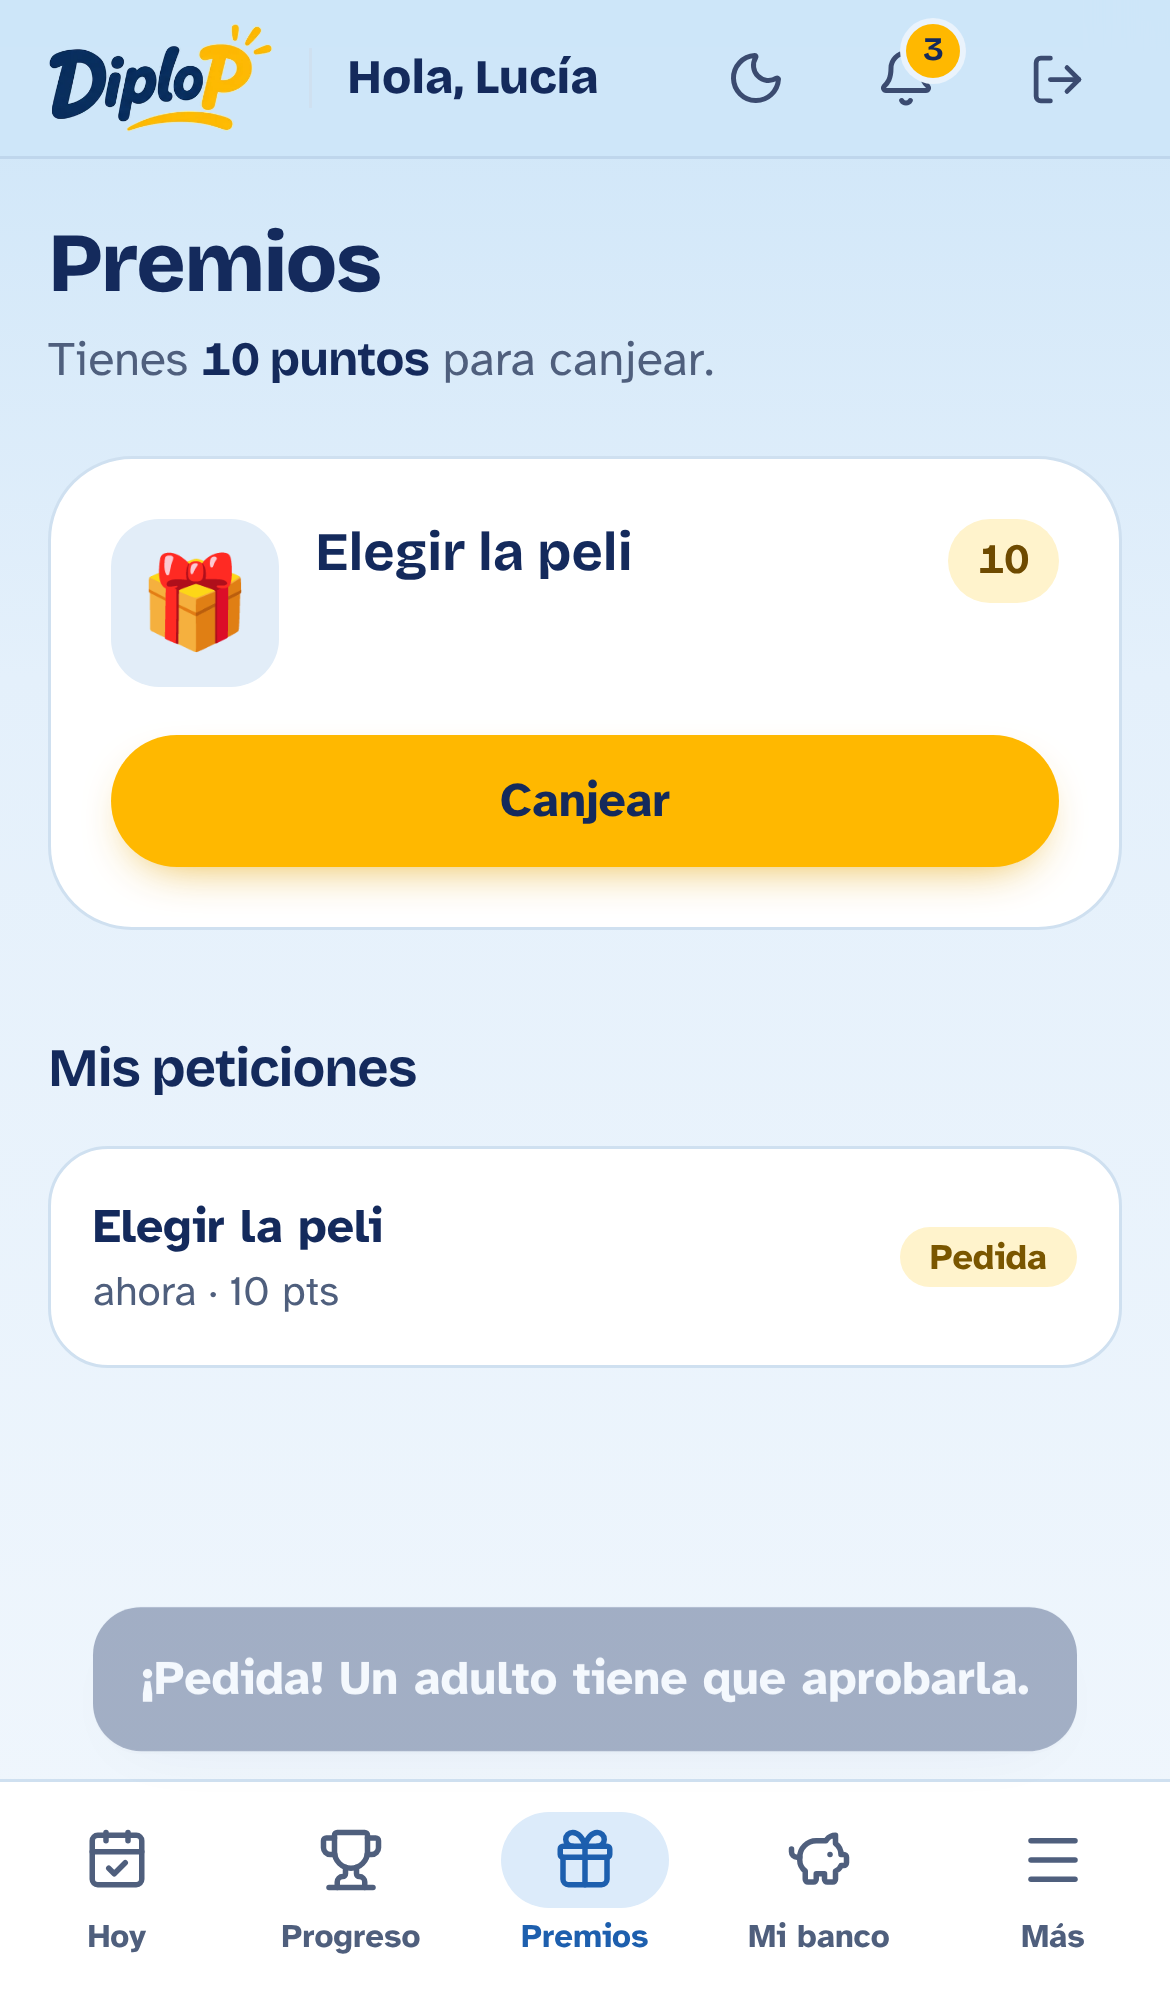 DiploP
Hola, Lucía
3
Premios
Tienes 10 puntos para canjear.
Elegir la peli
10
Canjear
Mis peticiones
Elegir la peli
ahora · 10 pts
Pedida
¡Pedida! Un adulto tiene que aprobarla.
Hoy
Progreso
Premios
Mi banco
Más